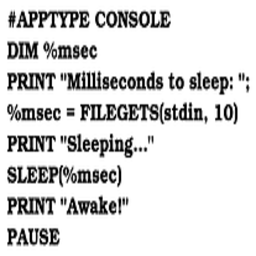 #APPTYPE CONSOLE
DIM %msec
PRINT "Milliseconds to sleep: ";
%msec = FILEGETS(stdin, 10)
PRINT "Sleeping..."
SLEEP(%msec)
PRINT "Awake!"
PAUSE